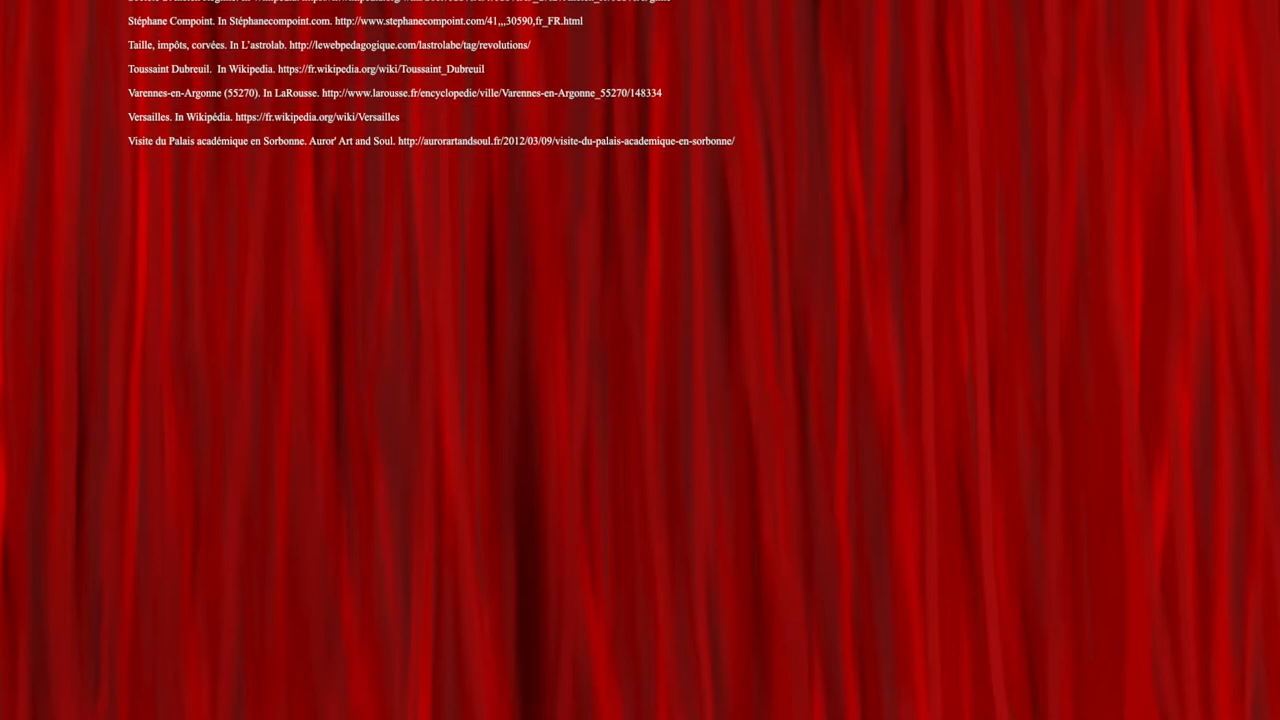 Stéphane Compoint. In Stéphanecompoint.com. http://www.stephanecompoint.com/41,,,30590,fr_FR.html
Taille, impôts, corvées. In L'astrolab. http://lewebpedagogique.com/lastrolabe/tag/revolutions/
Toussaint Dubreuil.  In Wikipedia. https://fr.wikipedia.org/wiki/Toussaint_Dubreuil
Varennes-en-Argonne (55270). In LaRousse. http://www.larousse.fr/encyclopedie/ville/Varennes-en-Argonne_55270/148334
Versailles. In Wikipédia. https://fr.wikipedia.org/wiki/Versailles
Visite du Palais académique en Sorbonne. Auror' Art and Soul. http://aurorartandsoul.fr/2012/03/09/visite-du-palais-academique-en-sorbonne/